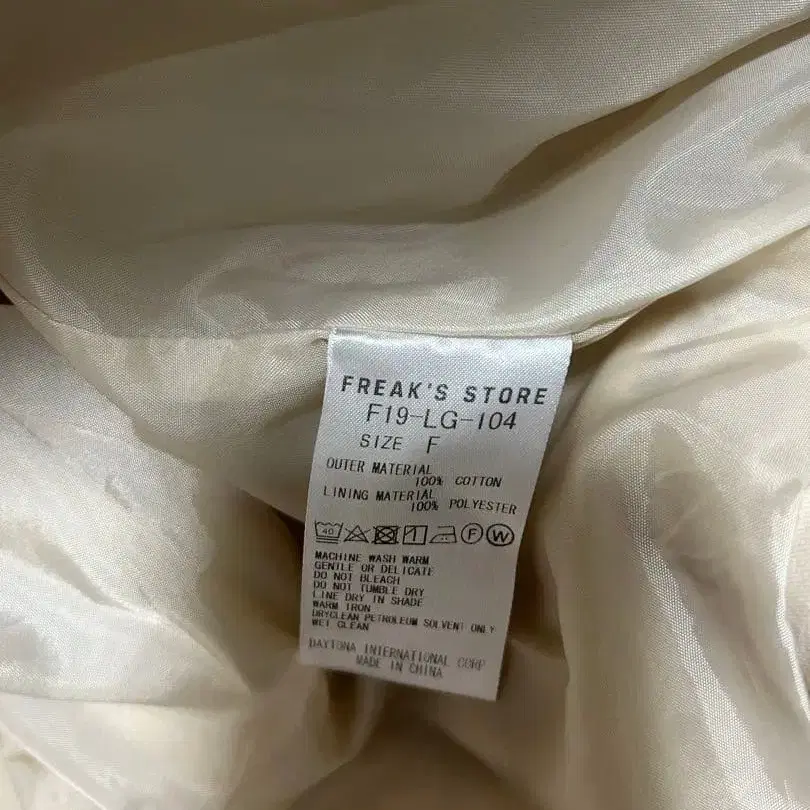 FREAK'S STORE
F19-LG-104
SIZE F
OUTER MATERIAL
100% COTTON
LINING MATERIAL
100% POLYESTER
40 F W
MACHINE WASH WARM
GENTLE OR DELICATE
DO NOT BLEACH
DO NOT TUMBLE DRY
LINE DRY IN SHADE
WARM IRON
DRYCLEAN PETROLEUM SOLVENT ONLY
WET CLEAN
DAYTONA INTERNATIONAL CORP
MADE IN CHINA